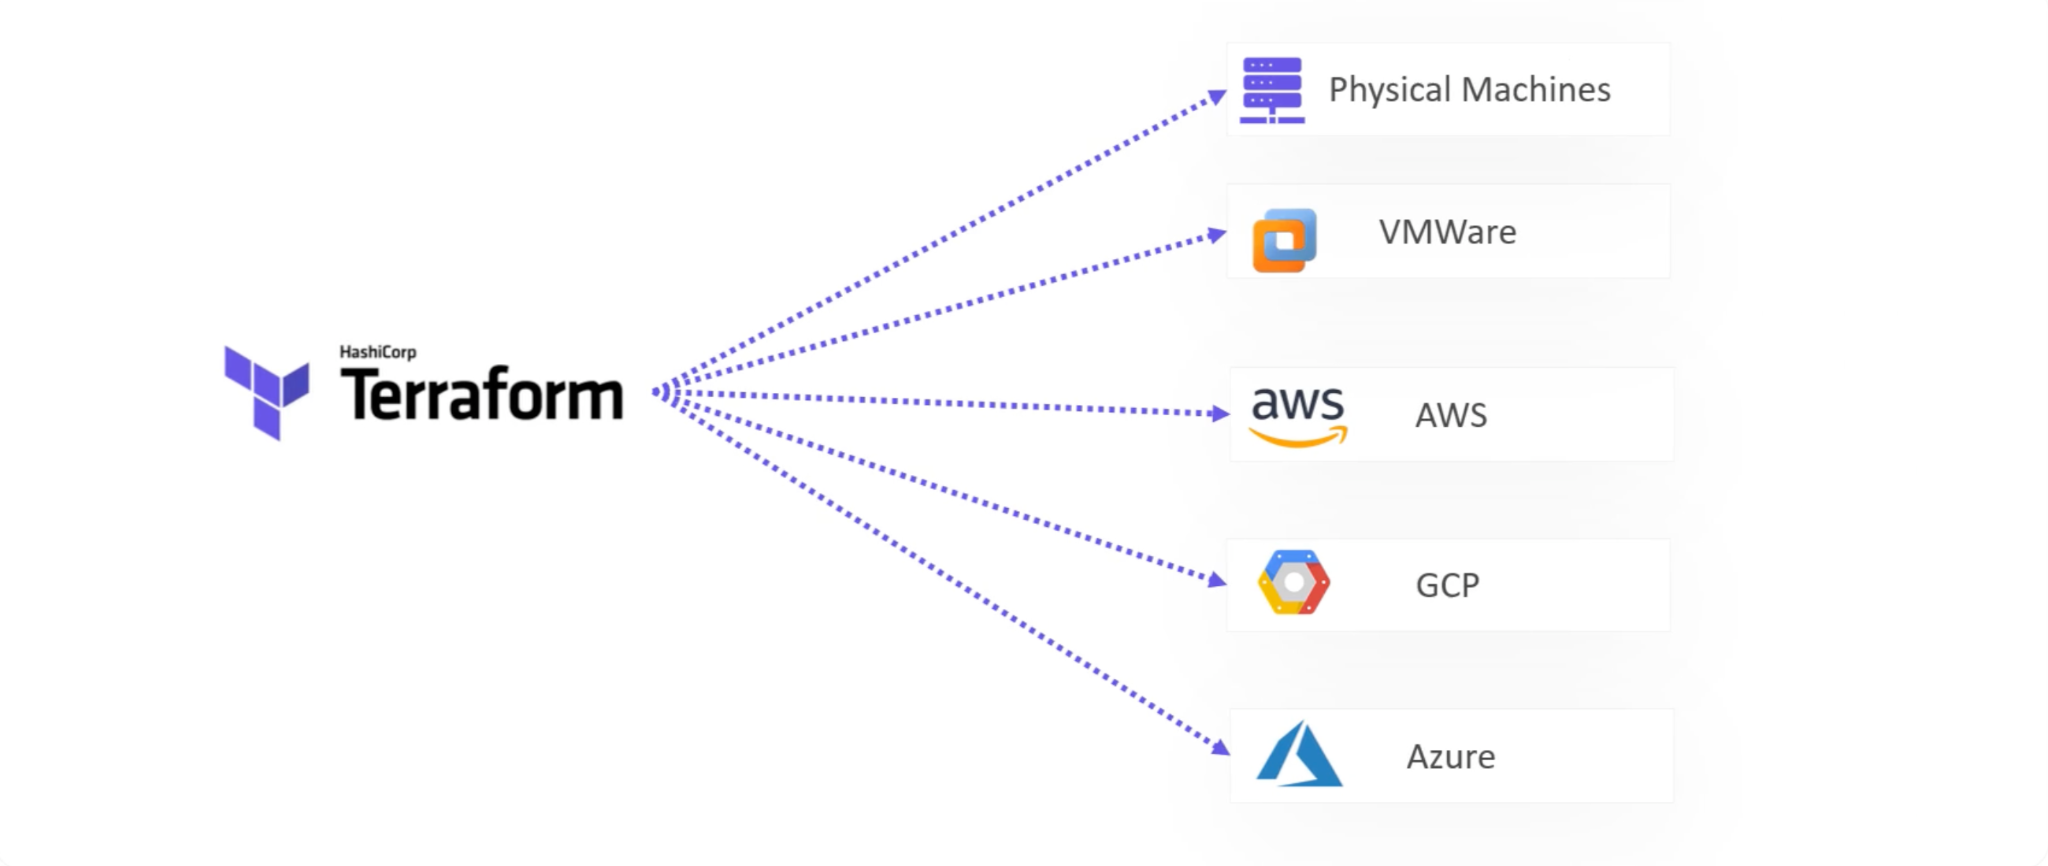 Physical Machines
VMWare
HashiCorp
Terraform
aws
AWS
GCP
Azure